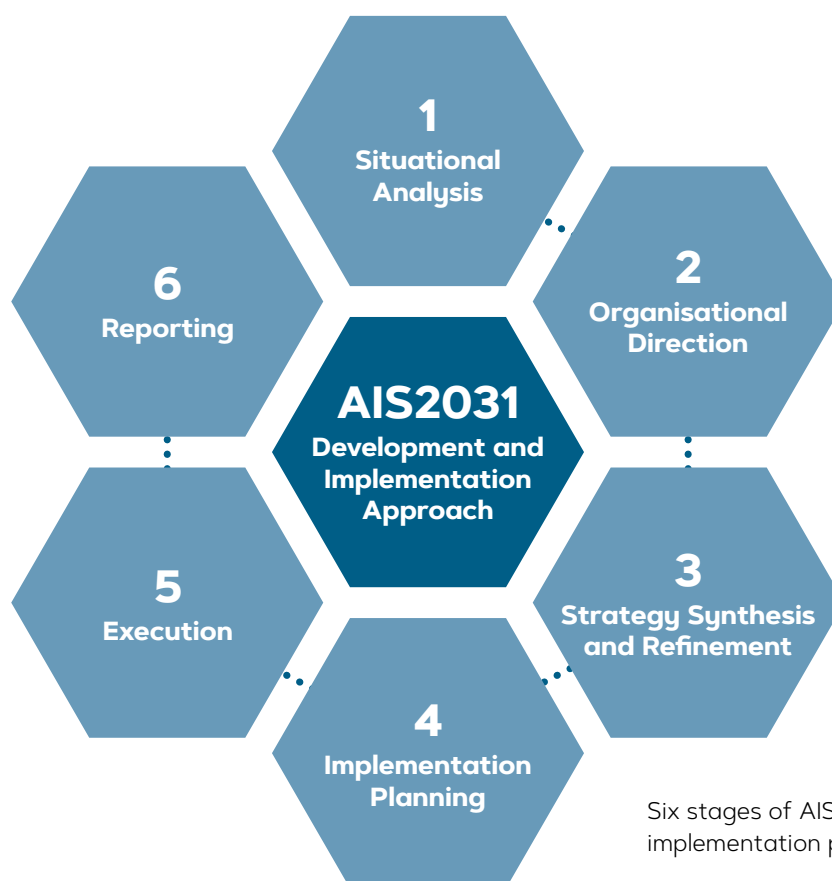 1
Situational
Analysis
2
Organisational
Direction
3
Strategy Synthesis
and Refinement
4
Implementation
Planning
5
Execution
6
Reporting
AIS2031
Development and
Implementation
Approach
Six stages of AIS
implementation p